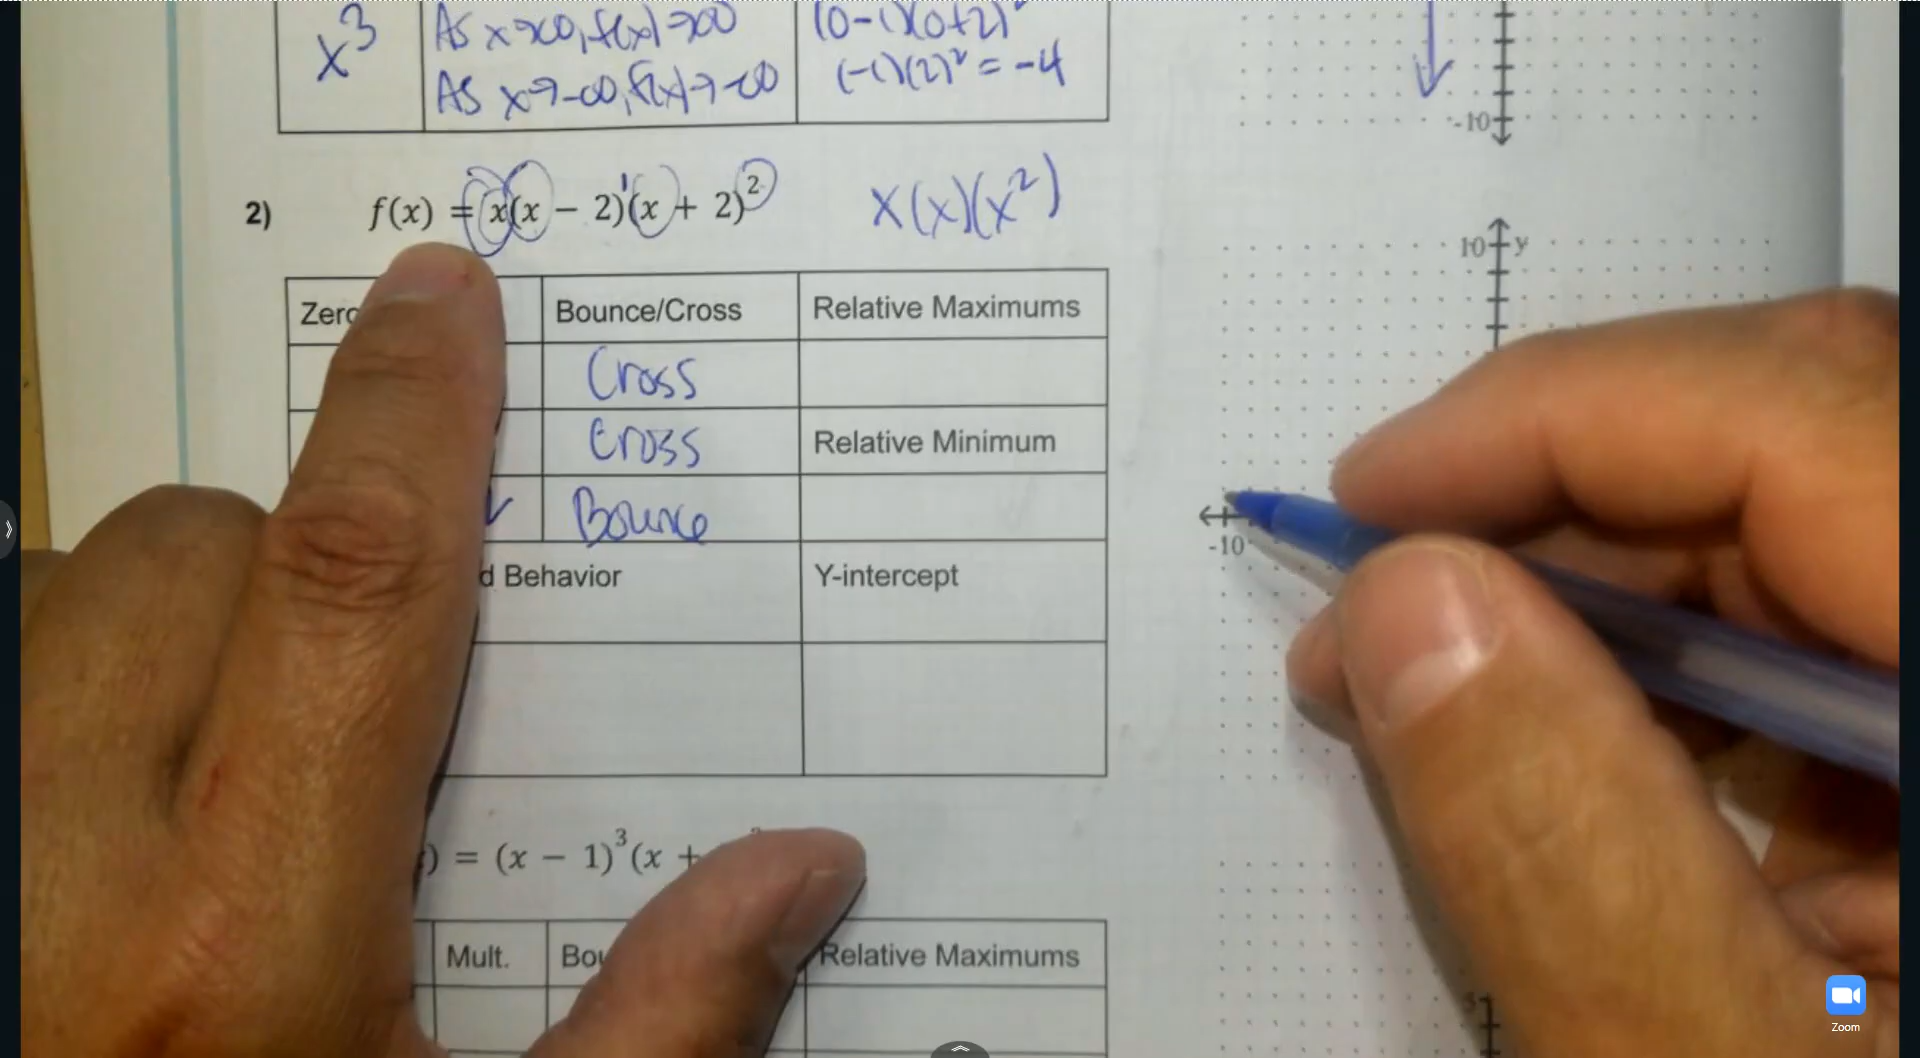 x³ As x→∞, f(x)→∞ (0-1)(0+2)²
As x→-∞, f(x)→-∞ (-1)(2)² = -4
-10
2) f(x) = x(x - 2)¹(x + 2)² x(x)(x²)
10 y
Bounce/Cross Relative Maximums
Cross
Cross Relative Minimum
Bounce
-10
Behavior Y-intercept
) = (x - 1)³(x +
Mult. Relative Maximums
5
Zoom